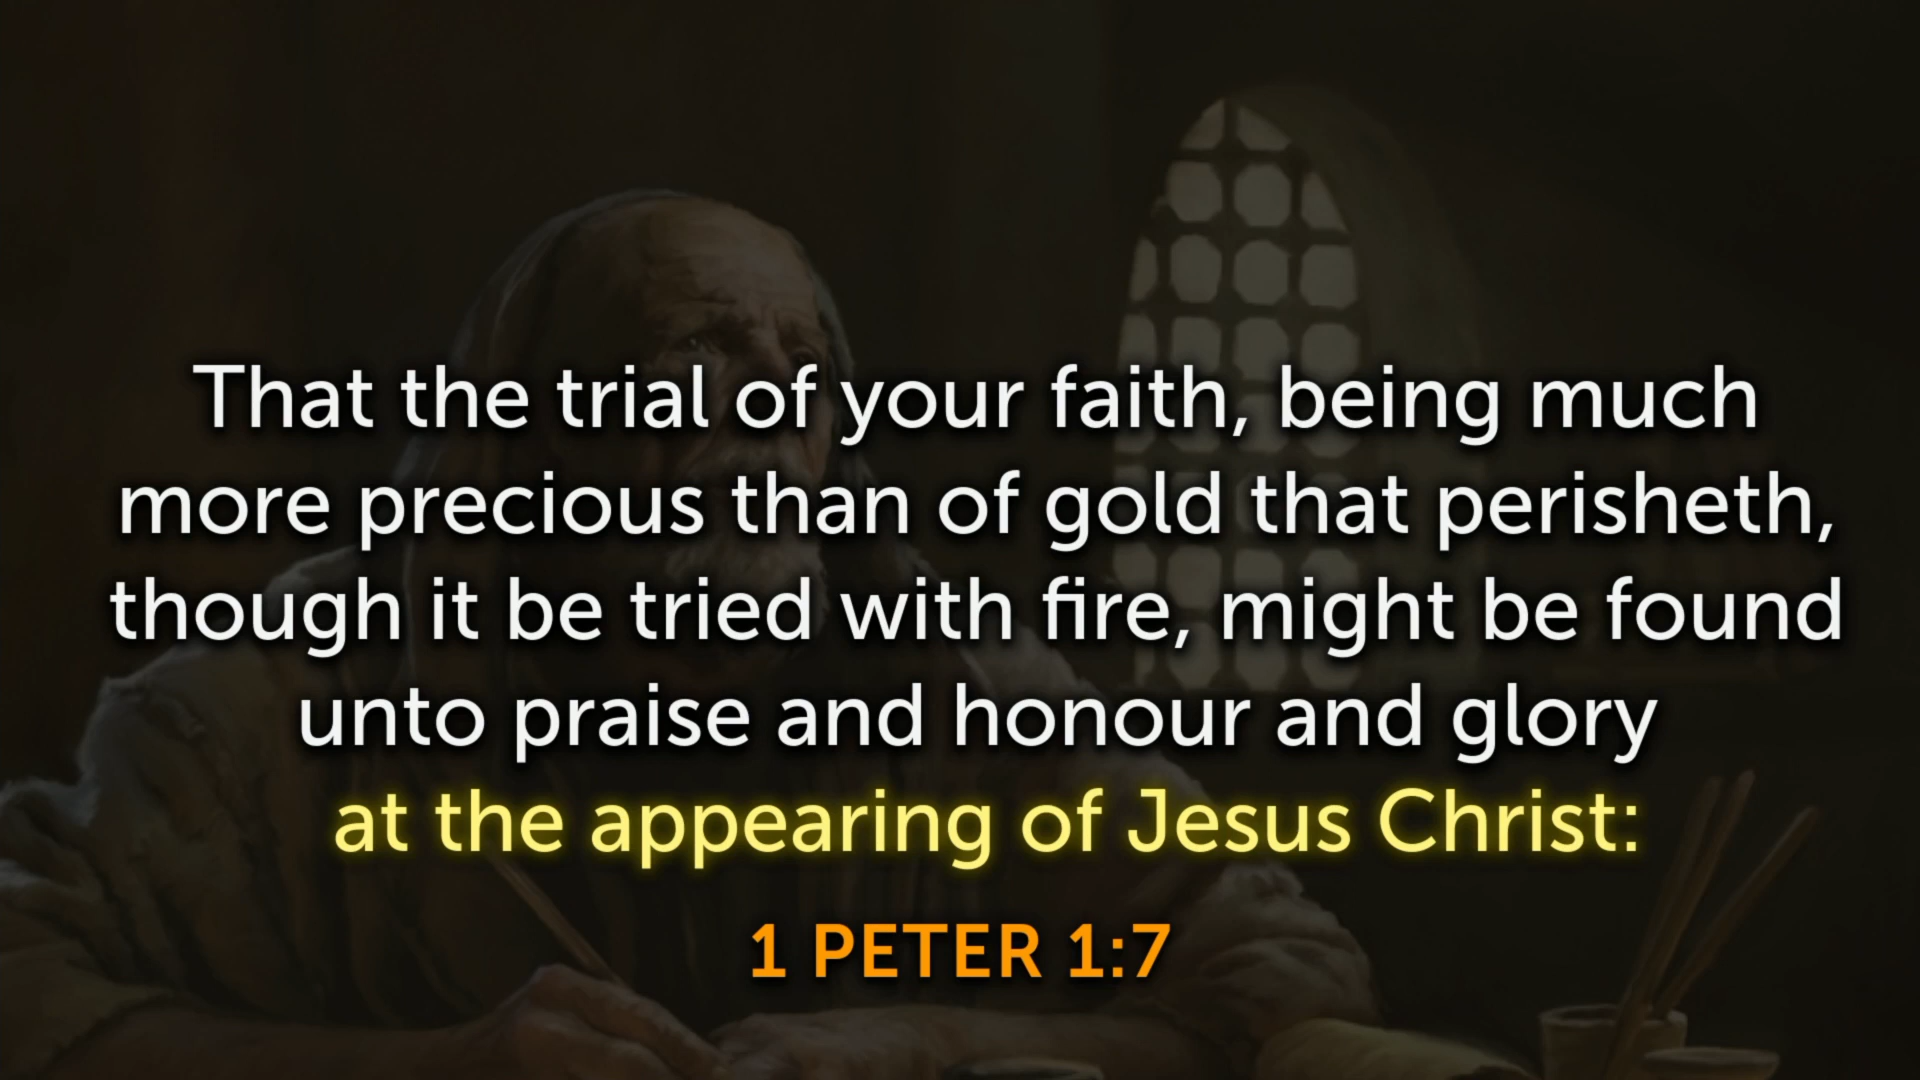 That the trial of your faith, being much
more precious than of gold that perisheth,
though it be tried with fire, might be found
unto praise and honour and glory
at the appearing of Jesus Christ:
1 PETER 1:7